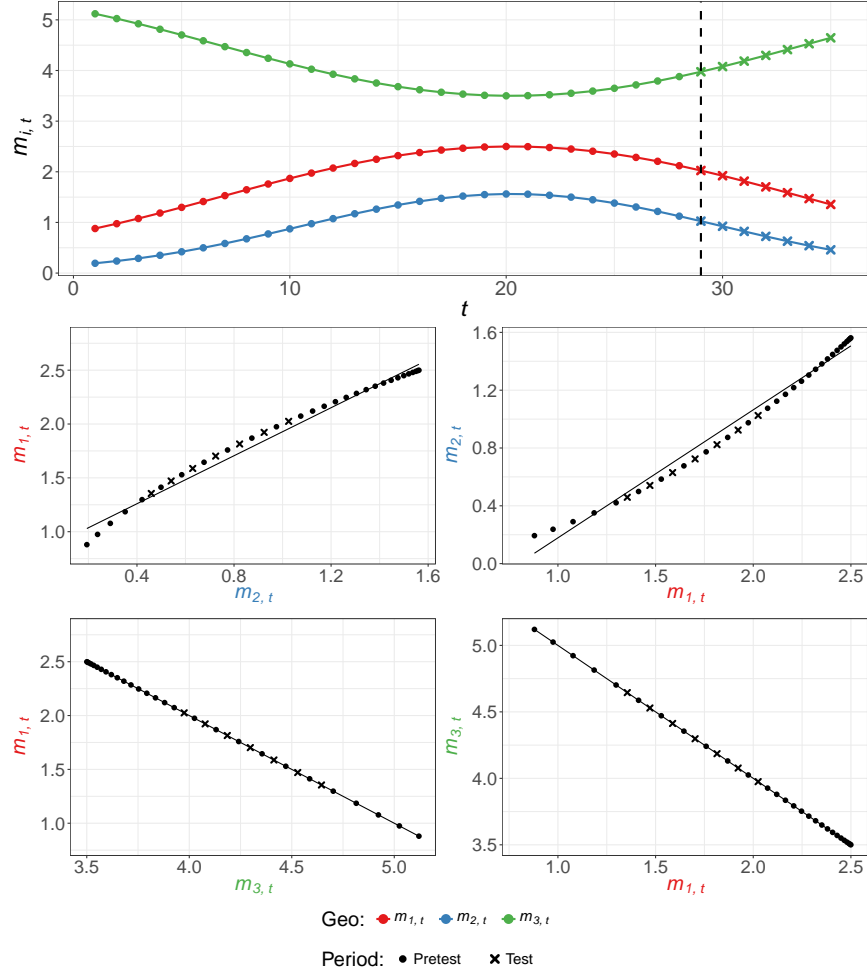 5
4
3
2
1
0
m_{i, t}
0 10 20 30
t
2.5
2.0
1.5
1.0
m_{1, t}
0.4 0.8 1.2 1.6
m_{2, t}
1.6
1.2
0.8
0.4
0.0
m_{2, t}
1.0 1.5 2.0 2.5
m_{1, t}
2.5
2.0
1.5
1.0
m_{1, t}
3.5 4.0 4.5 5.0
m_{3, t}
5.0
4.5
4.0
3.5
m_{3, t}
1.0 1.5 2.0 2.5
m_{1, t}
Geo: m_{1, t} m_{2, t} m_{3, t}
Period: Pretest Test